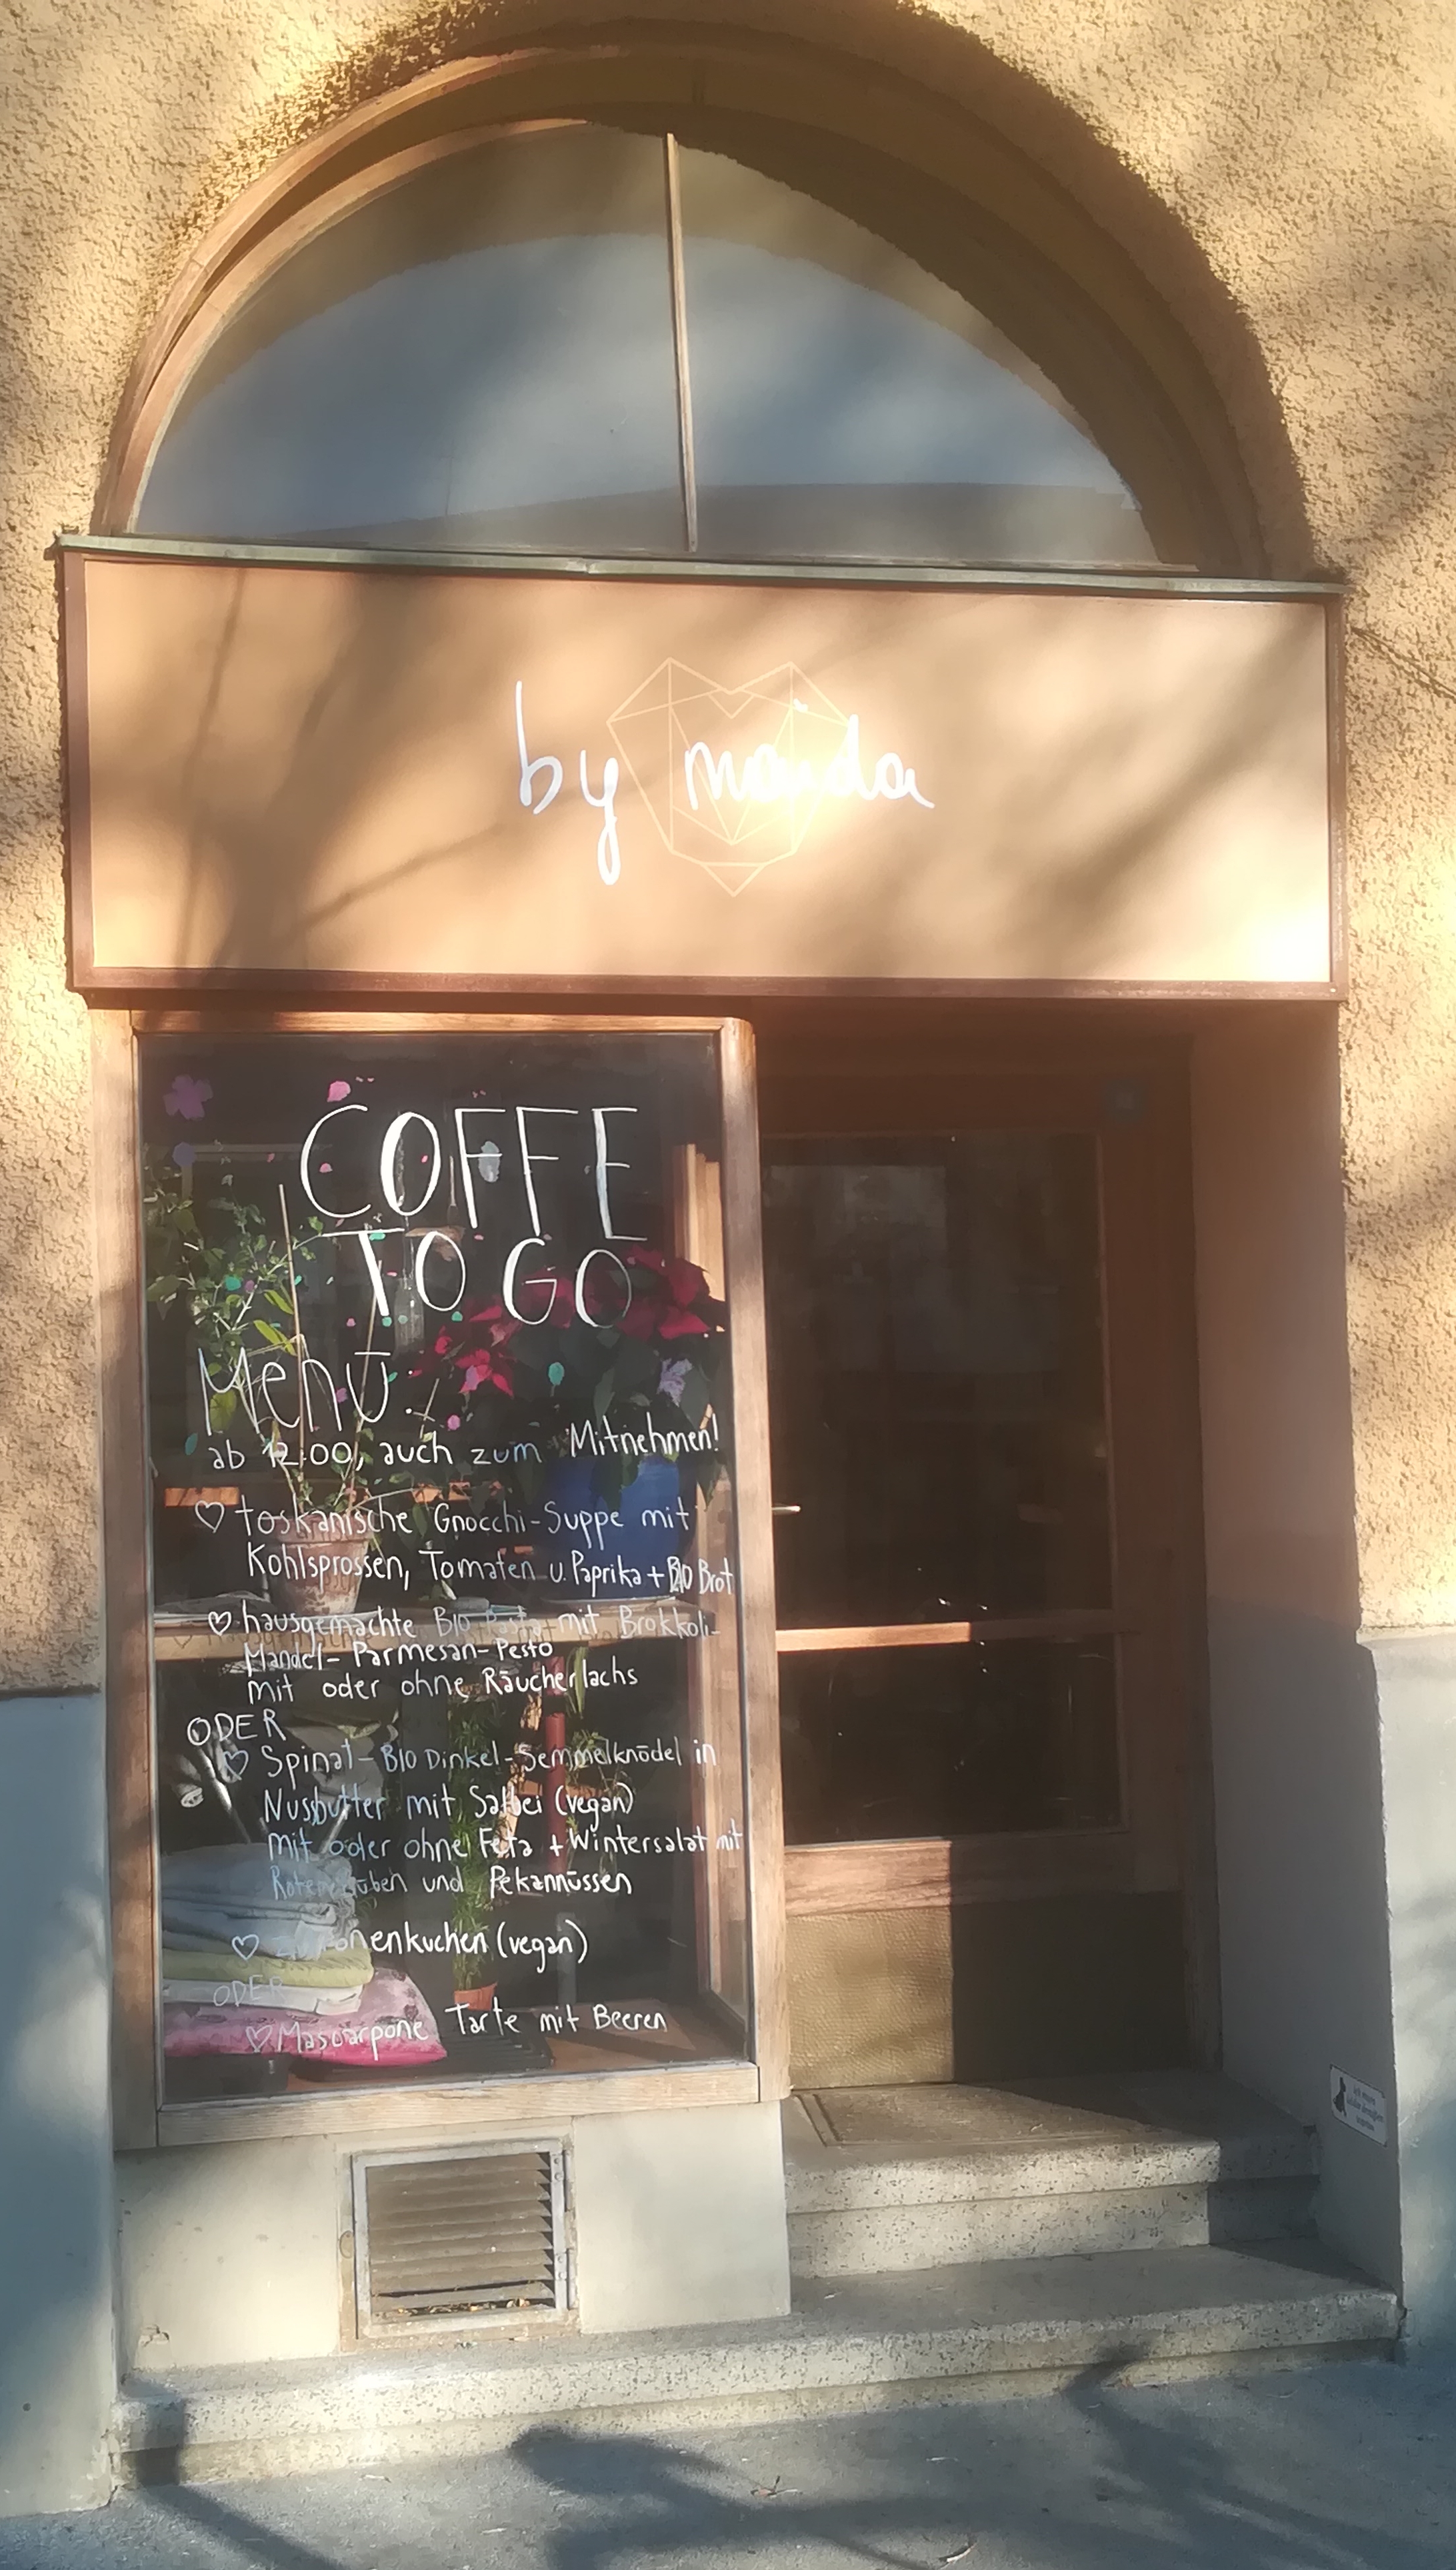 by maida
COFFE
TO GO
Menü:
ab 12:00, auch zum Mitnehmen!
♡ toskanische Gnocchi-Suppe mit
Kohlsprossen, Tomaten u. Paprika + BIO Brot
♡ hausgemachte BIO Pasta mit Brokkoli-
Mandel-Parmesan-Pesto
mit oder ohne Räucherlachs
ODER
♡ Spinat-BIO Dinkel-Semmelknödel in
Nussbutter mit Salbei (vegan)
mit oder ohne Feta + Wintersalat mit
Roten Rüben und Pekannüssen
♡ Zitronenkuchen (vegan)
ODER
♡ Mascarpone Tarte mit Beeren